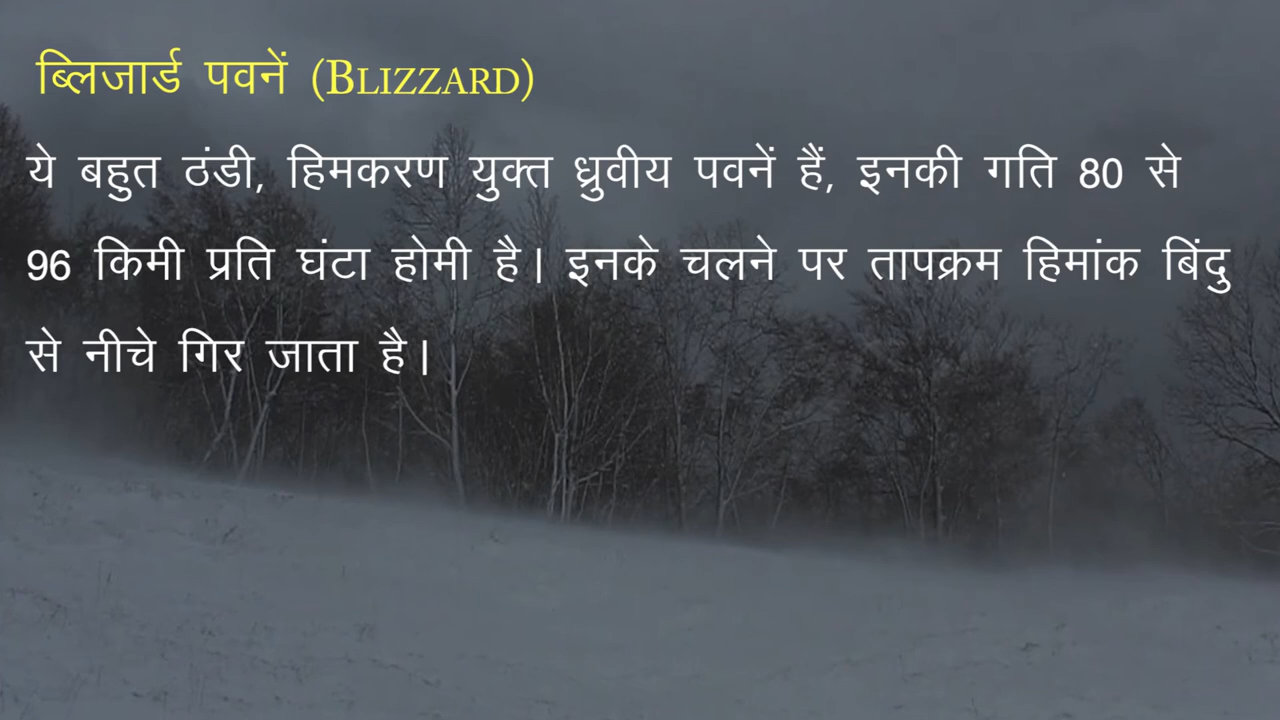 ब्लिजार्ड पवनें (BLIZZARD)
ये बहुत ठंडी, हिमकरण युक्त ध्रुवीय पवनें हैं, इनकी गति 80 से
96 किमी प्रति घंटा होमी है। इनके चलने पर तापक्रम हिमांक बिंदु
से नीचे गिर जाता है।